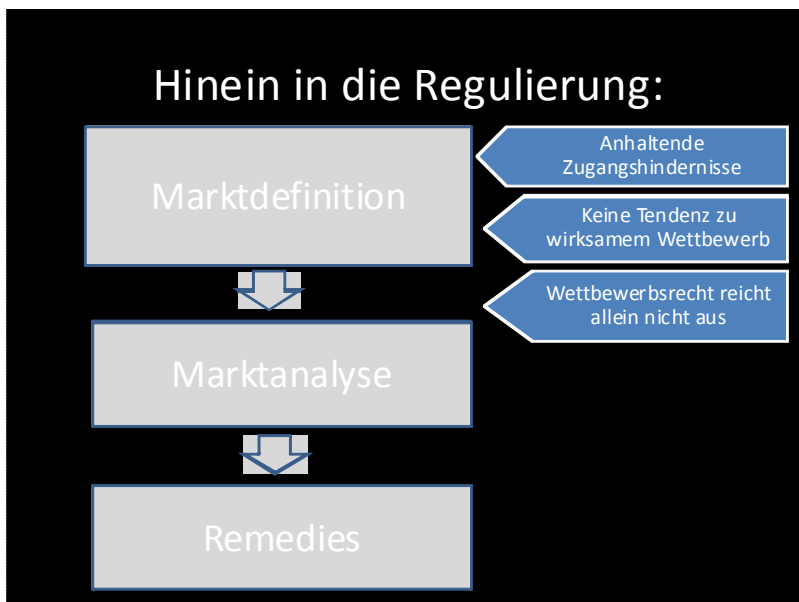 Hinein in die Regulierung:
Marktdefinition
Anhaltende
Zugangshindernisse
Keine Tendenz zu
wirksamem Wettbewerb
Wettbewerbsrecht reicht
allein nicht aus
Marktanalyse
Remedies